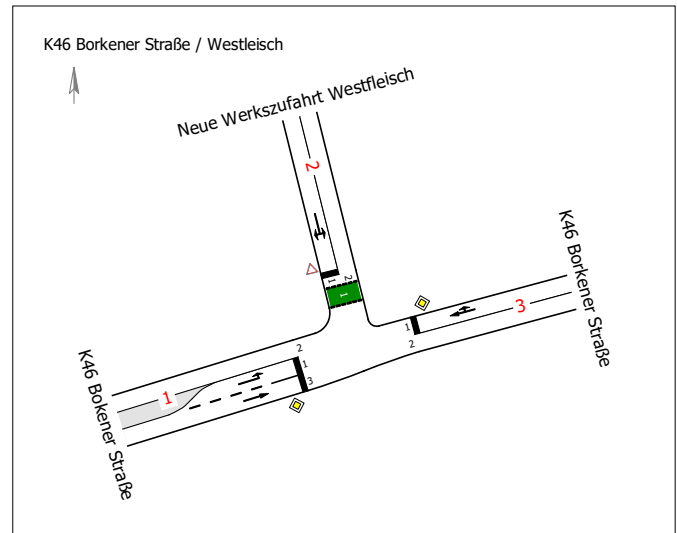 K46 Borkener Straße / Westleisch
Neue Werkszufahrt Westfleisch
2
1
2
1
K46 Borkener Straße
3
1
2
2
1
3
1
K46 Bokener Straße